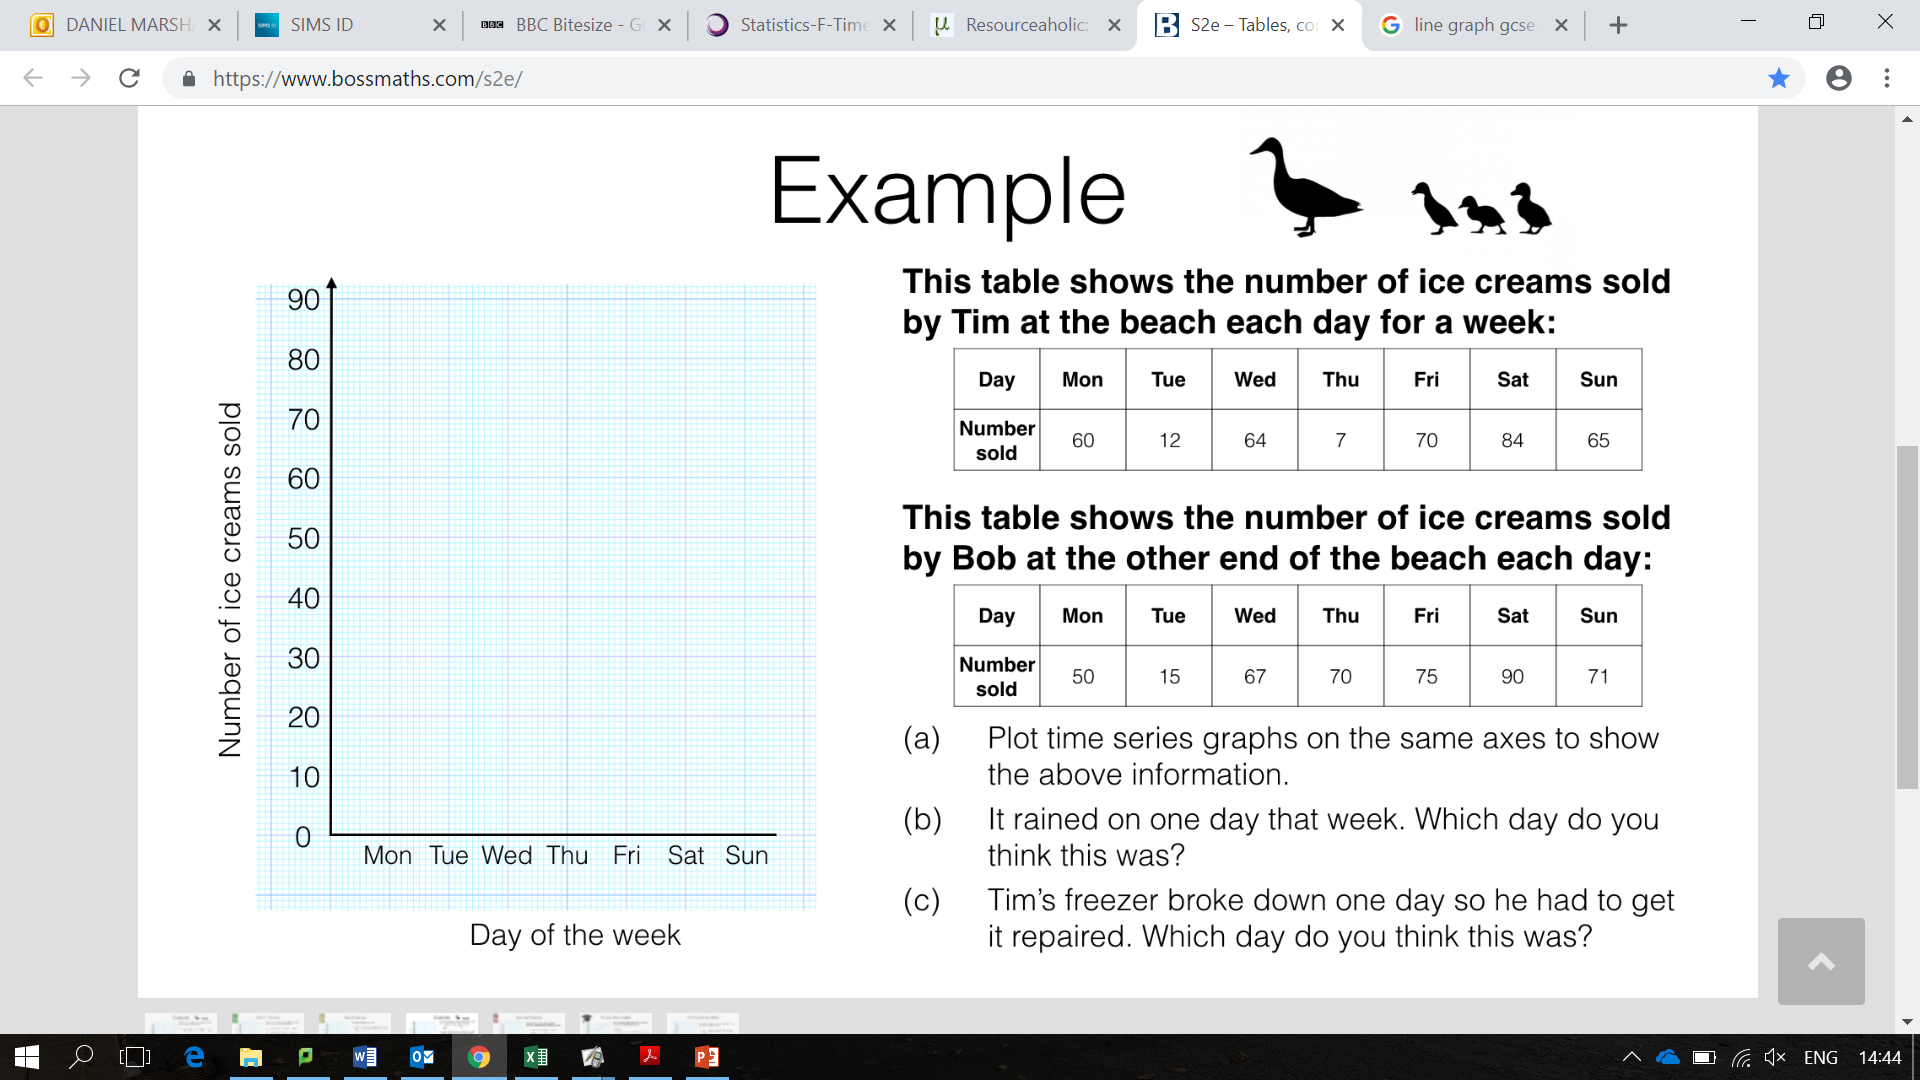 DANIEL MARSH
SIMS ID
BBC Bitesize - G
Statistics-F-Time
Resourceaholic:
S2e – Tables, co
line graph gcse
https://www.bossmaths.com/s2e/
Example
90
80
70
60
50
40
30
20
10
0
Number of ice creams sold
Mon Tue Wed Thu Fri Sat Sun
Day of the week
This table shows the number of ice creams sold
by Tim at the beach each day for a week:
Day Mon Tue Wed Thu Fri Sat Sun
Number sold 60 12 64 7 70 84 65
This table shows the number of ice creams sold
by Bob at the other end of the beach each day:
Day Mon Tue Wed Thu Fri Sat Sun
Number sold 50 15 67 70 75 90 71
(a) Plot time series graphs on the same axes to show
the above information.
(b) It rained on one day that week. Which day do you
think this was?
(c) Tim’s freezer broke down one day so he had to get
it repaired. Which day do you think this was?
ENG 14:44